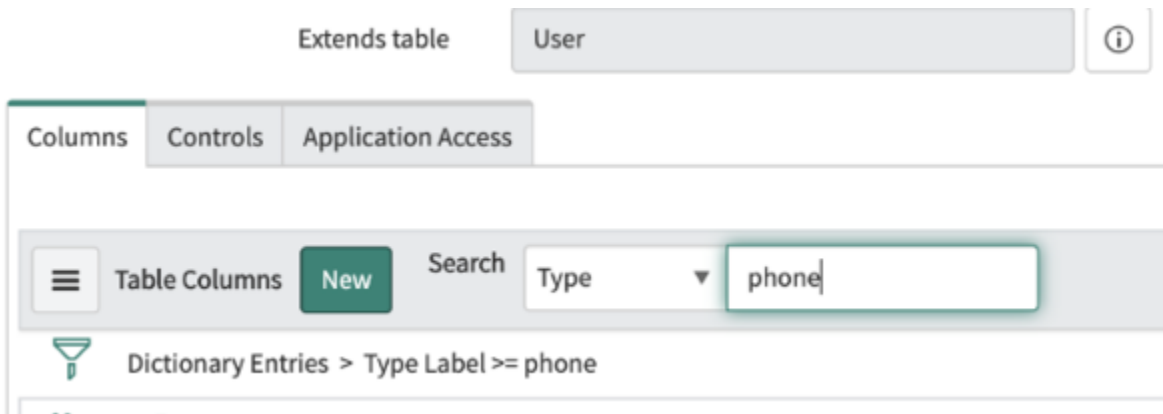 Extends table User
Columns Controls Application Access
Table Columns New Search Type phone
Dictionary Entries > Type Label >= phone